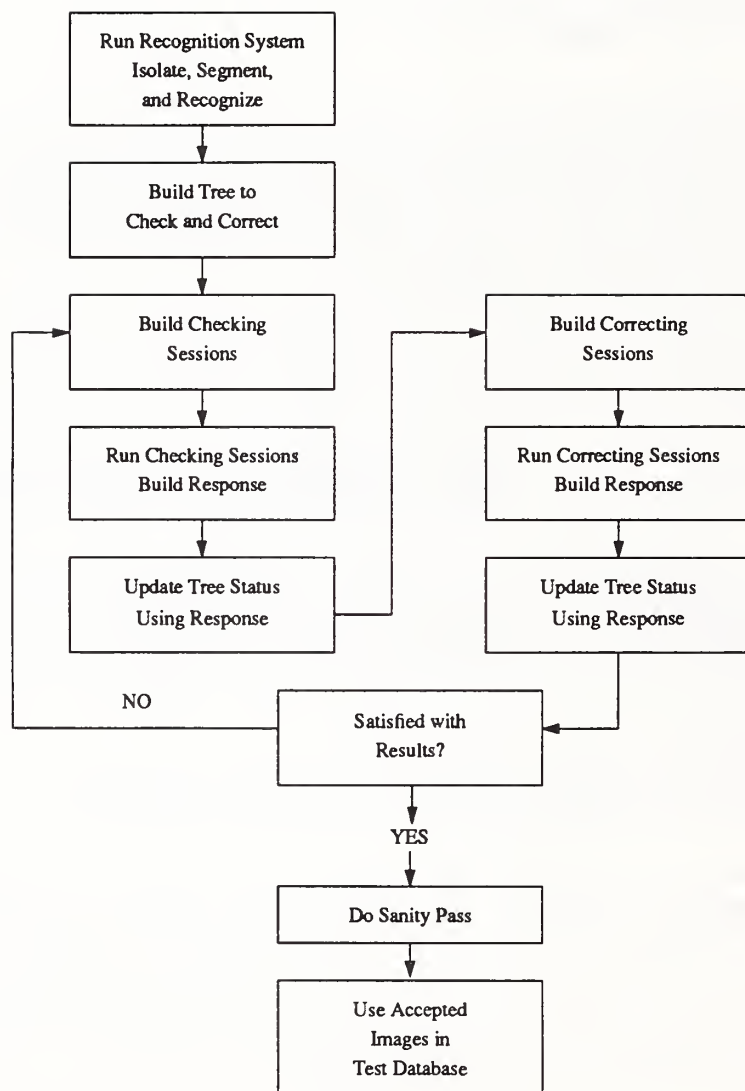 Run Recognition System
Isolate, Segment,
and Recognize
Build Tree to
Check and Correct
Build Checking
Sessions
Run Checking Sessions
Build Response
Update Tree Status
Using Response
Build Correcting
Sessions
Run Correcting Sessions
Build Response
Update Tree Status
Using Response
Satisfied with
Results?
NO
YES
Do Sanity Pass
Use Accepted
Images in
Test Database